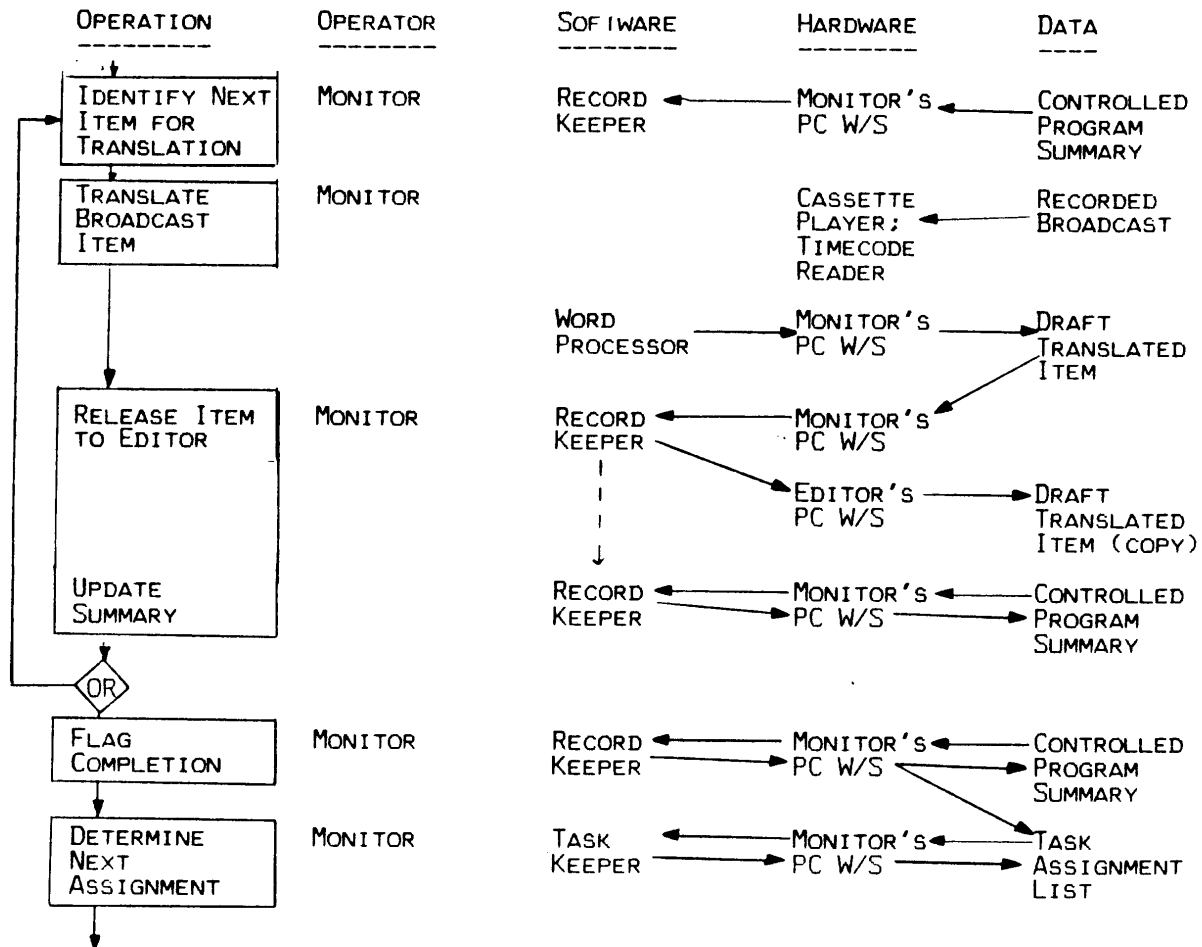 OPERATION OPERATOR SOFIWARE HARDWARE DATA
IDENTIFY NEXT MONITOR RECORD MONITOR'S CONTROLLED
ITEM FOR KEEPER PC W/S PROGRAM
TRANSLATION SUMMARY
TRANSLATE MONITOR CASSETTE RECORDED
BROADCAST PLAYER; BROADCAST
ITEM TIMECODE
READER
WORD MONITOR'S DRAFT
PROCESSOR PC W/S TRANSLATED
ITEM
RELEASE ITEM MONITOR RECORD MONITOR'S
TO EDITOR KEEPER PC W/S
EDITOR'S DRAFT
PC W/S TRANSLATED
ITEM (COPY)
UPDATE RECORD MONITOR'S CONTROLLED
SUMMARY KEEPER PC W/S PROGRAM
SUMMARY
OR
FLAG MONITOR RECORD MONITOR'S CONTROLLED
COMPLETION KEEPER PC W/S PROGRAM
SUMMARY
DETERMINE MONITOR TASK MONITOR'S TASK
NEXT KEEPER PC W/S ASSIGNMENT
ASSIGNMENT LIST